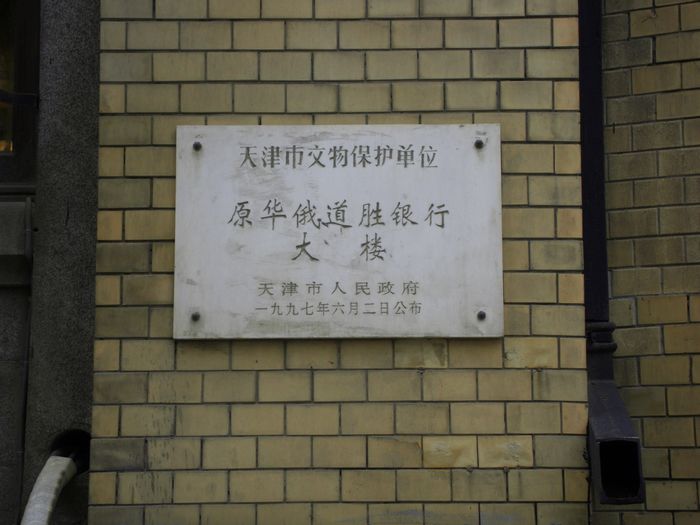 天津市文物保护单位
原华俄道胜银行
大楼
天津市人民政府
一九九七年六月二日公布